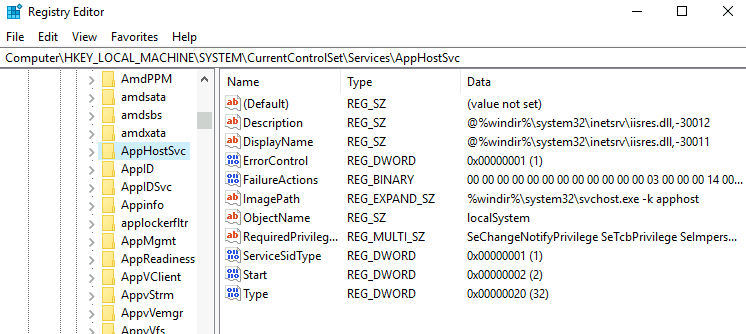 Registry Editor
File Edit View Favorites Help
Computer\HKEY_LOCAL_MACHINE\SYSTEM\CurrentControlSet\Services\AppHostSvc
AmdPPM
amdsata
amdsbs
amdxata
AppHostSvc
AppID
AppIDSvc
Appinfo
applockerfltr
AppMgmt
AppReadiness
AppVClient
AppvStrm
AppvVemgr
AppvVfs
Name Type Data
(Default) REG_SZ (value not set)
Description REG_SZ @%windir%\system32\inetsrv\iisres.dll,-30012
DisplayName REG_SZ @%windir%\system32\inetsrv\iisres.dll,-30011
ErrorControl REG_DWORD 0x00000001 (1)
FailureActions REG_BINARY 00 00 00 00 00 00 00 00 00 00 00 00 03 00 00 00 14 00...
ImagePath REG_EXPAND_SZ %windir%\system32\svchost.exe -k apphost
ObjectName REG_SZ localSystem
RequiredPrivileg... REG_MULTI_SZ SeChangeNotifyPrivilege SeTcbPrivilege SeImpers...
ServiceSidType REG_DWORD 0x00000001 (1)
Start REG_DWORD 0x00000002 (2)
Type REG_DWORD 0x00000020 (32)